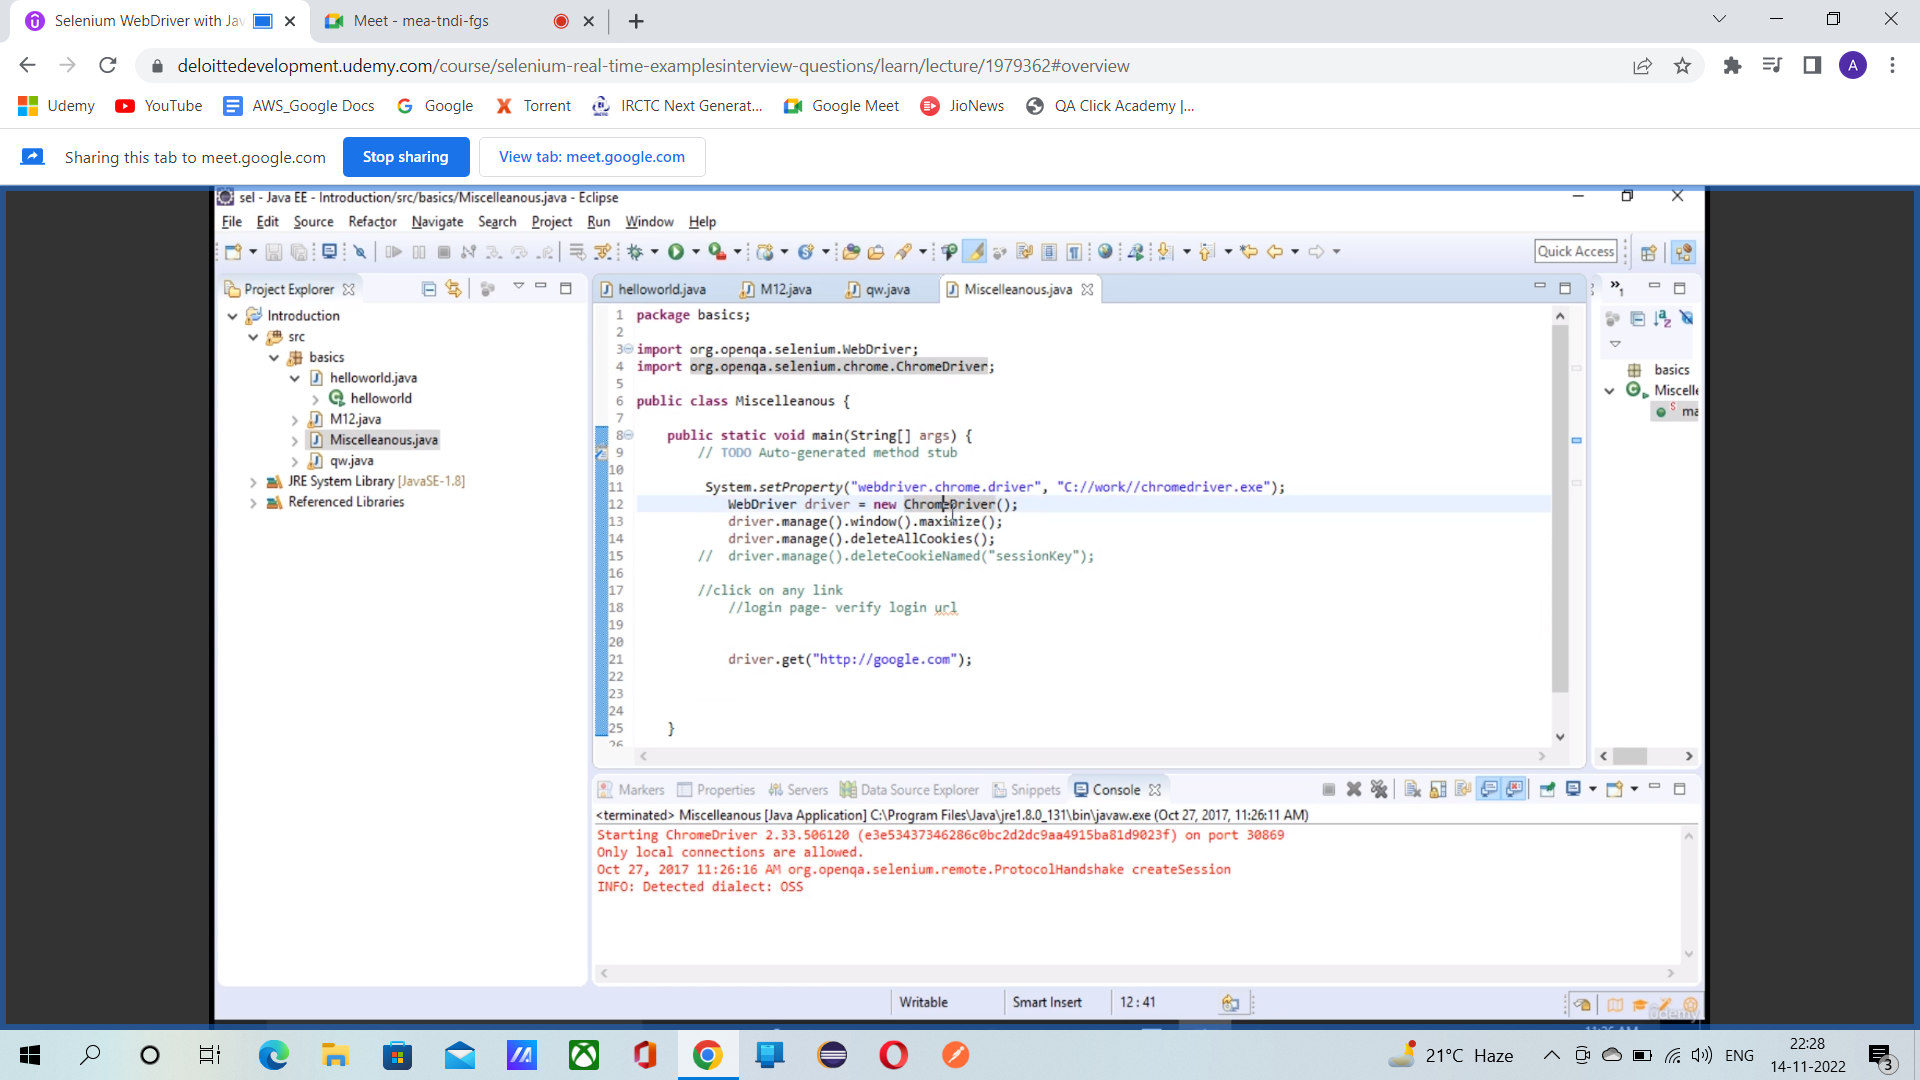 Selenium WebDriver with Jav
Meet - mea-tndi-fgs
deloittedevelopment.udemy.com/course/selenium-real-time-examplesinterview-questions/learn/lecture/1979362#overview
A
Udemy YouTube AWS_Google Docs Google Torrent IRCTC Next Generat... Google Meet JioNews QA Click Academy |...
Sharing this tab to meet.google.com Stop sharing View tab: meet.google.com
sel - Java EE - Introduction/src/basics/Miscelleanous.java - Eclipse
File Edit Source Refactor Navigate Search Project Run Window Help
Quick Access
Project Explorer
Introduction
src
basics
helloworld.java
helloworld
M12.java
Miscelleanous.java
qw.java
JRE System Library [JavaSE-1.8]
Referenced Libraries
helloworld.java M12.java qw.java Miscelleanous.java
1 package basics;
2
3 import org.openqa.selenium.WebDriver;
4 import org.openqa.selenium.chrome.ChromeDriver;
5
6 public class Miscelleanous {
7
8 public static void main(String[] args) {
9 // TODO Auto-generated method stub
10
11 System.setProperty("webdriver.chrome.driver", "C://work//chromedriver.exe");
12 WebDriver driver = new ChromeDriver();
13 driver.manage().window().maximize();
14 driver.manage().deleteAllCookies();
15 // driver.manage().deleteCookieNamed("sessionKey");
16
17 //click on any link
18 //login page- verify login url
19
20
21 driver.get("http://google.com");
22
23
24
25 }
26
basics
Miscelle
ma
Markers Properties Servers Data Source Explorer Snippets Console
<terminated> Miscelleanous [Java Application] C:\Program Files\Java\jre1.8.0_131\bin\javaw.exe (Oct 27, 2017, 11:26:11 AM)
Starting ChromeDriver 2.33.506120 (e3e53437346286c0bc2d2dc9aa4915ba81d9023f) on port 30869
Only local connections are allowed.
Oct 27, 2017 11:26:16 AM org.openqa.selenium.remote.ProtocolHandshake createSession
INFO: Detected dialect: OSS
Writable Smart Insert 12 : 41
udemy
21°C Haze
ENG
22:28
14-11-2022
3